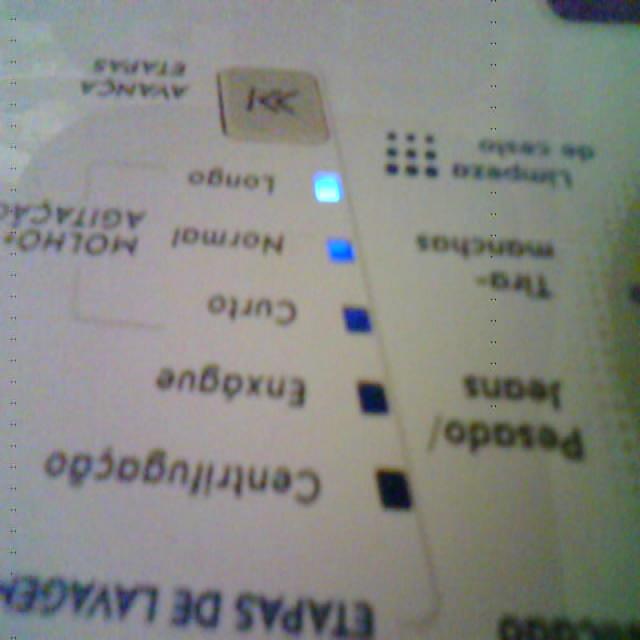 ETAPAS DE LAVAGEM
Centrifugação
Enxágue
Curto
Normal
Longo
MOLHO+
AGITAÇÃO
AVANÇA
ETAPAS
Pesado/
Jeans
Tira-
manchas
Limpeza
de cesto